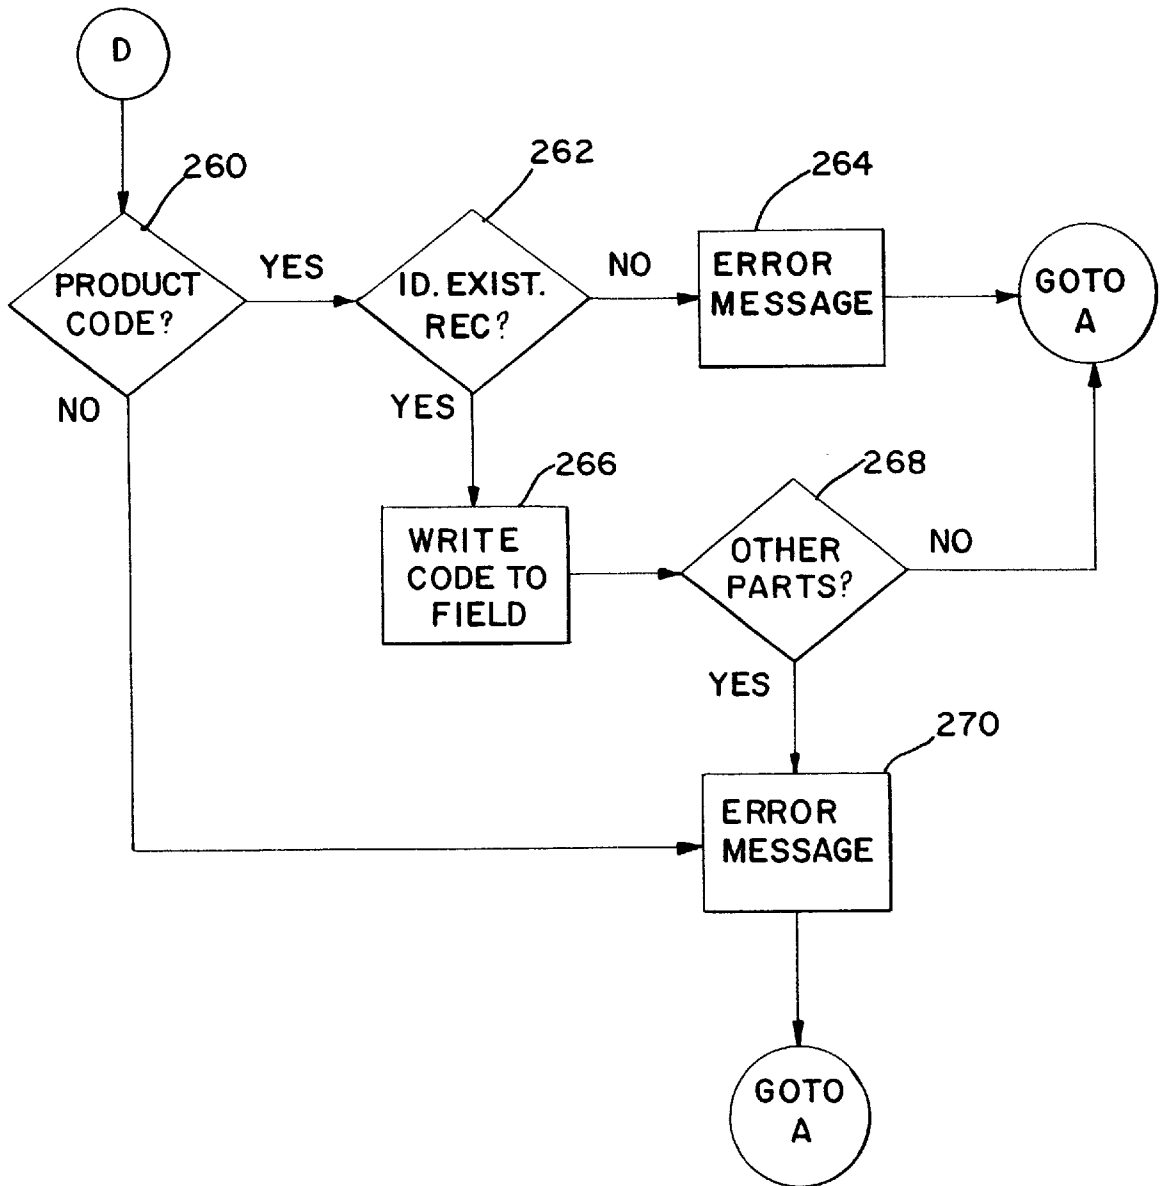 D
260
262
264
PRODUCT
CODE?
YES
ID. EXIST.
REC?
NO
ERROR
MESSAGE
GOTO
A
NO
YES
266
268
WRITE
CODE TO
FIELD
OTHER
PARTS?
NO
YES
270
ERROR
MESSAGE
GOTO
A